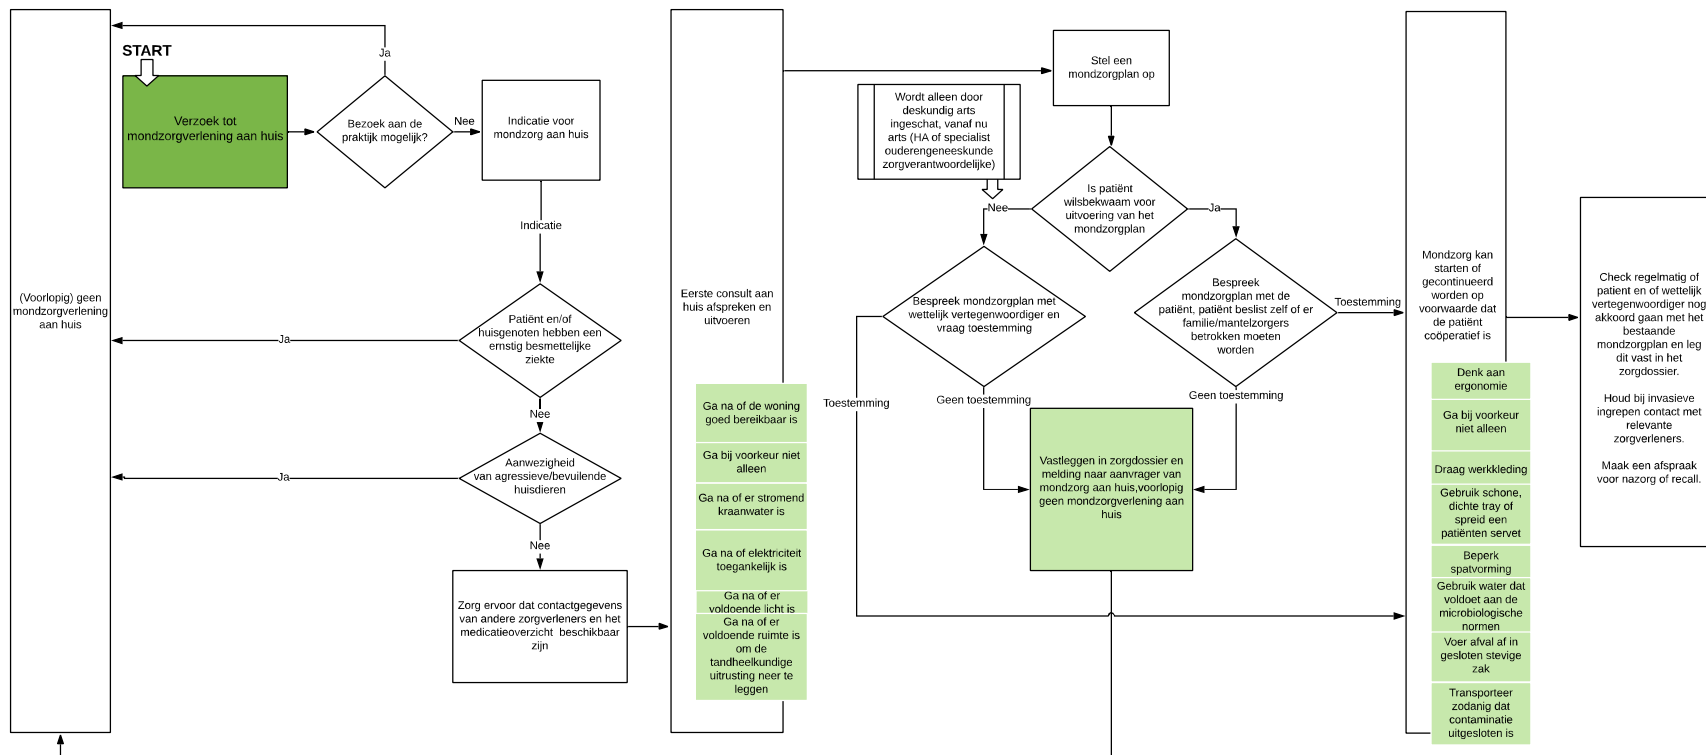 START
Verzoek tot
mondzorgverlening aan huis
Ja
Bezoek aan de
praktijk mogelijk?
Nee
Indicatie voor
mondzorg aan huis
Indicatie
(Voorlopig) geen
mondzorgverlening
aan huis
Patiënt en/of
huisgenoten hebben een
ernstig besmettelijke
ziekte
Ja
Nee
Aanwezigheid
van agressieve/bevuilende
huisdieren
Ja
Nee
Zorg ervoor dat contactgegevens
van andere zorgverleners en het
medicatieoverzicht beschikbaar
zijn
Eerste consult aan
huis afspreken en
uitvoeren
Ga na of de woning
goed bereikbaar is
Ga bij voorkeur niet
alleen
Ga na of er stromend
kraanwater is
Ga na of elektriciteit
toegankelijk is
Ga na of er
voldoende licht is
Ga na of er
voldoende ruimte is
om de
tandheelkundige
uitrusting neer te
leggen
Stel een
mondzorgplan op
Wordt alleen door
deskundig arts
ingeschat, vanaf nu
arts (HA of specialist
ouderengeneeskunde
zorgverantwoordelijke)
Is patiënt
wilsbekwaam voor
uitvoering van het
mondzorgplan
Nee
Ja
Bespreek mondzorgplan met
wettelijk vertegenwoordiger en
vraag toestemming
Bespreek
mondzorgplan met de
patiënt, patiënt beslist zelf of er
familie/mantelzorgers
betrokken moeten
worden
Toestemming
Toestemming
Geen toestemming
Geen toestemming
Vastleggen in zorgdossier en
melding naar aanvrager van
mondzorg aan huis,voorlopig
geen mondzorgverlening aan
huis
Mondzorg kan
starten of
gecontinueerd
worden op
voorwaarde dat
de patiënt
coöperatief is
Denk aan
ergonomie
Ga bij voorkeur
niet alleen
Draag werkkleding
Gebruik schone,
dichte tray of
spreid een
patiënten servet
Beperk
spatvorming
Gebruik water dat
voldoet aan de
microbiologische
normen
Voer afval af in
gesloten stevige
zak
Transporteer
zodanig dat
contaminatie
uitgesloten is
Check regelmatig of
patient en of wettelijk
vertegenwoordiger nog
akkoord gaan met het
bestaande
mondzorgplan en leg
dit vast in het
zorgdossier.
Houd bij invasieve
ingrepen contact met
relevante
zorgverleners.
Maak een afspraak
voor nazorg of recall.